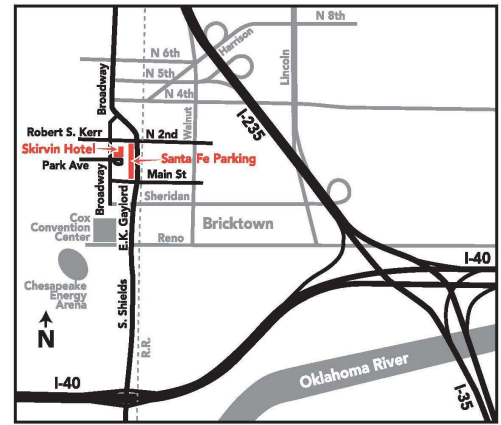 N 8th
Harrison
N 6th
N 5th
N 4th
Lincoln
Broadway
Walnut
I-235
Robert S. Kerr
N 2nd
Skirvin Hotel
Santa Fe Parking
Park Ave
Main St
Broadway
E.K. Gaylord
Sheridan
Cox
Convention
Center
Bricktown
Reno
I-40
Chesapeake
Energy
Arena
S. Shields
N
R.R.
I-40
Oklahoma River
I-35